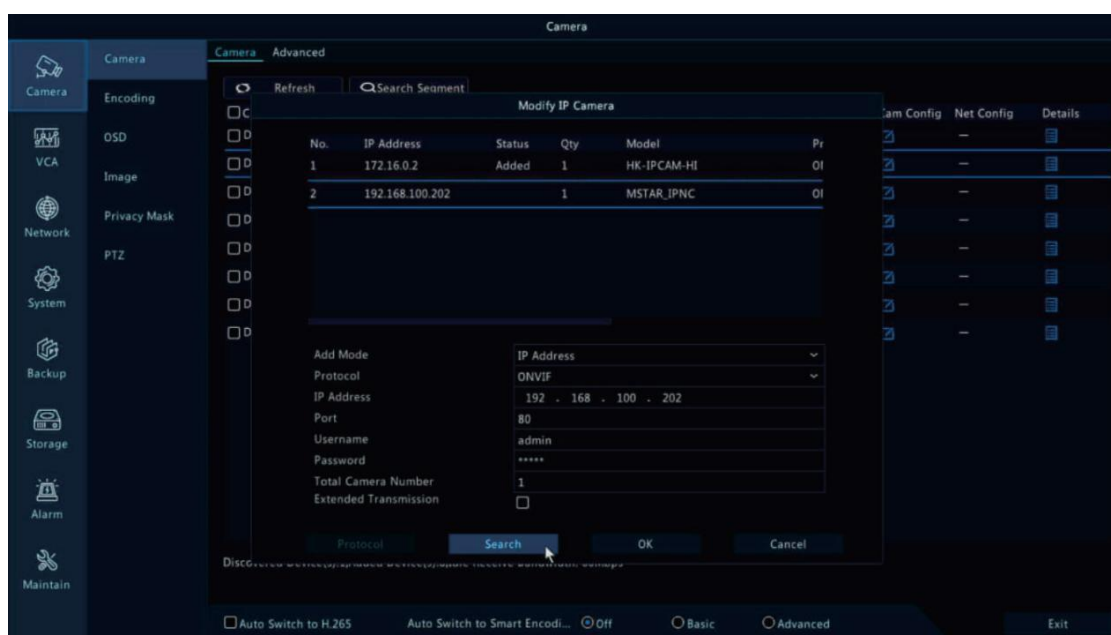 Camera
Camera
VCA
Network
System
Backup
Storage
Alarm
Maintain
Camera
Encoding
OSD
Image
Privacy Mask
PTZ
Camera Advanced
Refresh Search Segment
Cam Config Net Config Details
Modify IP Camera
No. IP Address Status Qty Model Pr
1 172.16.0.2 Added 1 HK-IPCAM-HI
2 192.168.100.202 1 MSTAR_IPNC
Add Mode IP Address
Protocol ONVIF
IP Address 192 . 168 . 100 . 202
Port 80
Username admin
Password *****
Total Camera Number 1
Extended Transmission
Protocol Search OK Cancel
Auto Switch to H.265 Auto Switch to Smart Encodi... Off Basic Advanced Exit